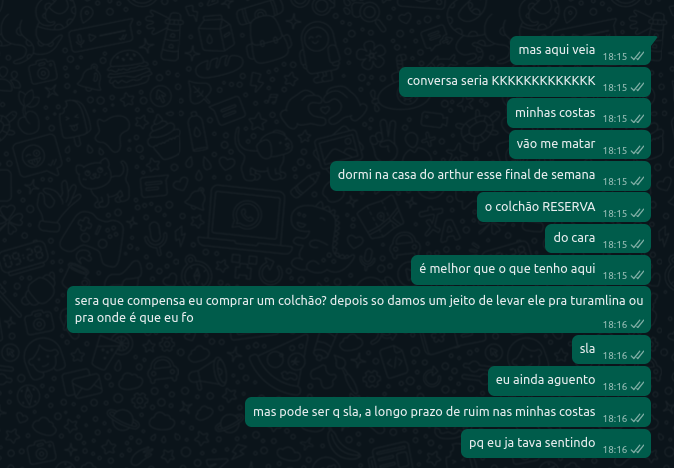 mas aqui veia
18:15
conversa seria KKKKKKKKKKKKK
18:15
minhas costas
18:15
vão me matar
18:15
dormi na casa do arthur esse final de semana
18:15
o colchão RESERVA
18:15
do cara
18:15
é melhor que o que tenho aqui
18:15
sera que compensa eu comprar um colchão? depois so damos um jeito de levar ele pra turamlina ou
pra onde é que eu fo
18:16
sla
18:16
eu ainda aguento
18:16
mas pode ser q sla, a longo prazo de ruim nas minhas costas
18:16
pq eu ja tava sentindo
18:16